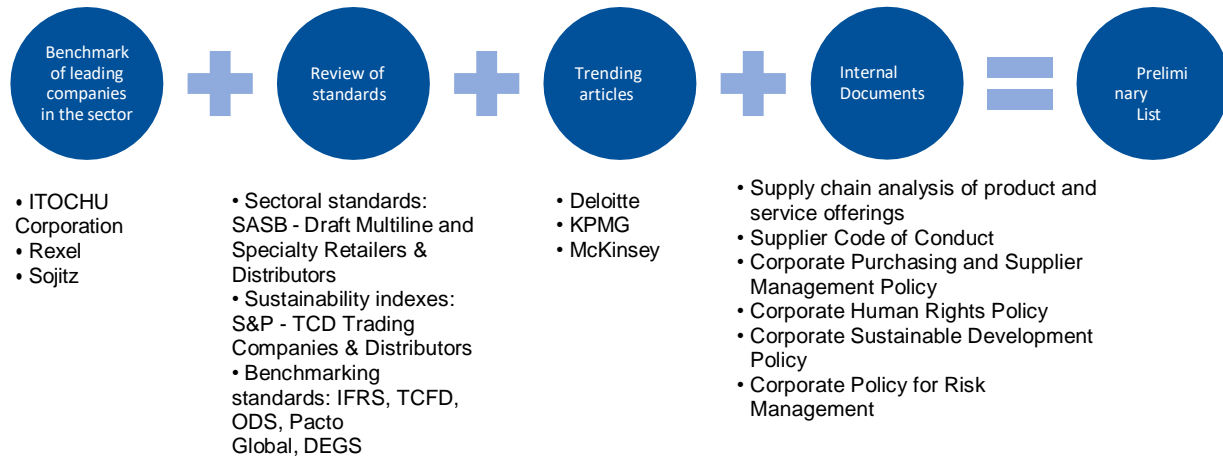 Benchmark
of leading
companies
in the sector
Review of
standards
Trending
articles
Internal
Documents
Prelimi
nary
List
• ITOCHU
Corporation
• Rexel
• Sojitz
• Sectoral standards:
SASB - Draft Multiline and
Specialty Retailers &
Distributors
• Sustainability indexes:
S&P - TCD Trading
Companies & Distributors
• Benchmarking
standards: IFRS, TCFD,
ODS, Pacto
Global, DEGS
• Deloitte
• KPMG
• McKinsey
• Supply chain analysis of product and
service offerings
• Supplier Code of Conduct
• Corporate Purchasing and Supplier
Management Policy
• Corporate Human Rights Policy
• Corporate Sustainable Development
Policy
• Corporate Policy for Risk
Management